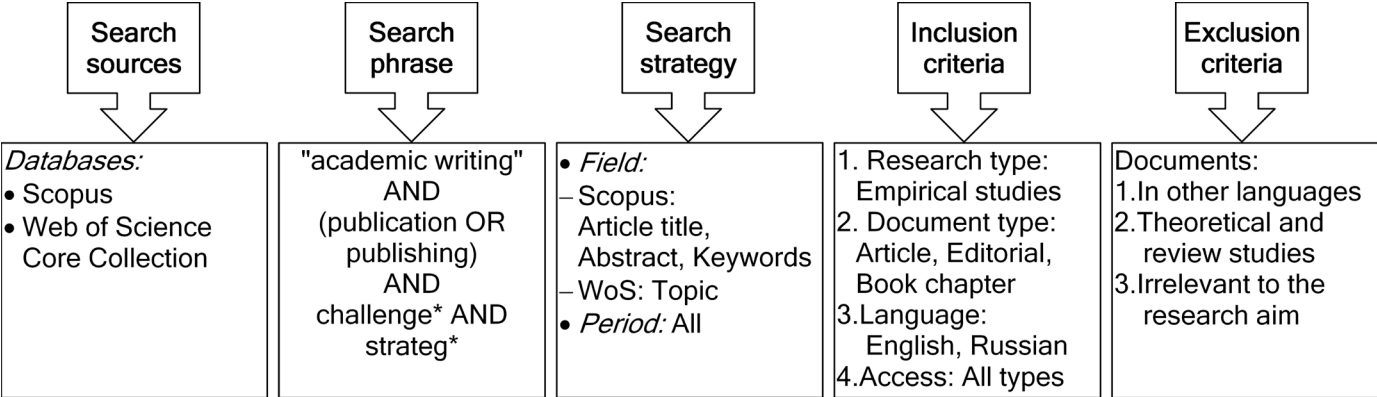 Search
sources
Databases:
• Scopus
• Web of Science
Core Collection
Search
phrase
"academic writing"
AND
(publication OR
publishing)
AND
challenge* AND
strateg*
Search
strategy
• Field:
– Scopus:
Article title,
Abstract, Keywords
– WoS: Topic
• Period: All
Inclusion
criteria
1. Research type:
Empirical studies
2. Document type:
Article, Editorial,
Book chapter
3.Language:
English, Russian
4.Access: All types
Exclusion
criteria
Documents:
1.In other languages
2.Theoretical and
review studies
3.Irrelevant to the
research aim